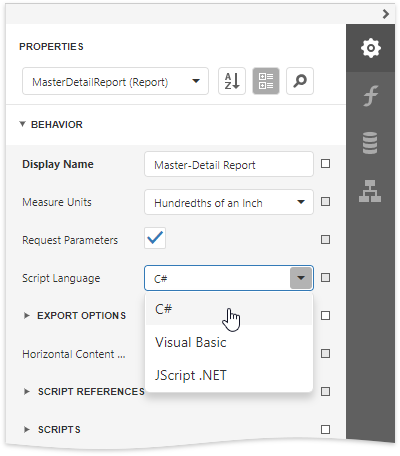 PROPERTIES
MasterDetailReport (Report)
BEHAVIOR
Display Name Master-Detail Report
Measure Units Hundredths of an Inch
Request Parameters
Script Language C#
C#
EXPORT OPTIONS
Visual Basic
Horizontal Content ...
JScript .NET
SCRIPT REFERENCES
SCRIPTS